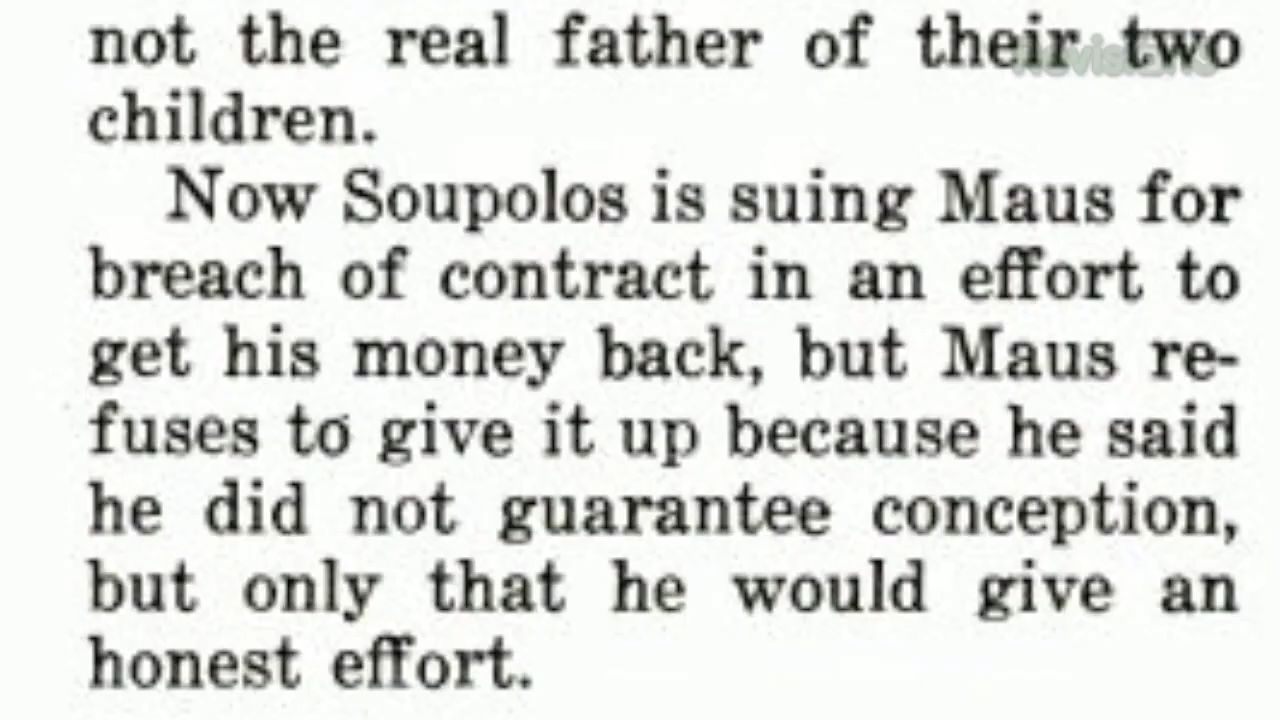 not the real father of their two
children.
Now Soupolos is suing Maus for
breach of contract in an effort to
get his money back, but Maus re-
fuses to give it up because he said
he did not guarantee conception,
but only that he would give an
honest effort.